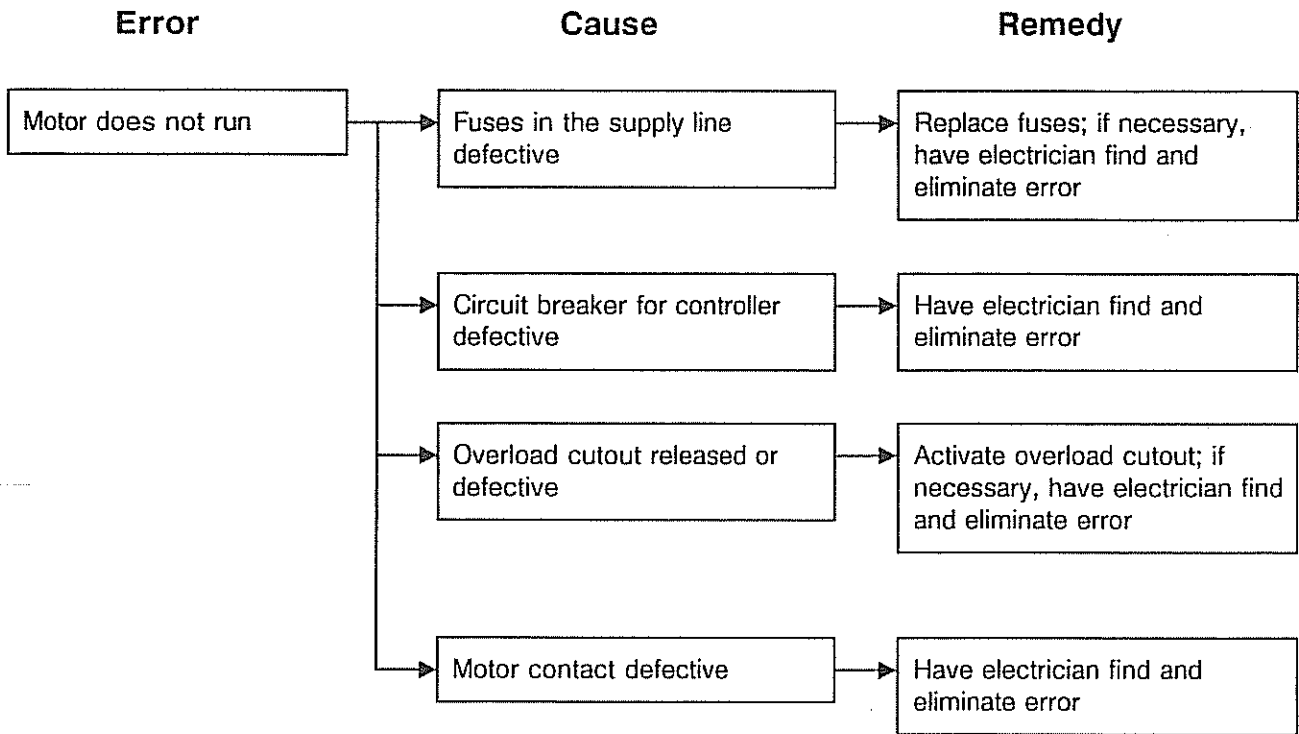 Error
Cause
Remedy
Motor does not run
Fuses in the supply line
defective
Replace fuses; if necessary,
have electrician find and
eliminate error
Circuit breaker for controller
defective
Have electrician find and
eliminate error
Overload cutout released or
defective
Activate overload cutout; if
necessary, have electrician find
and eliminate error
Motor contact defective
Have electrician find and
eliminate error